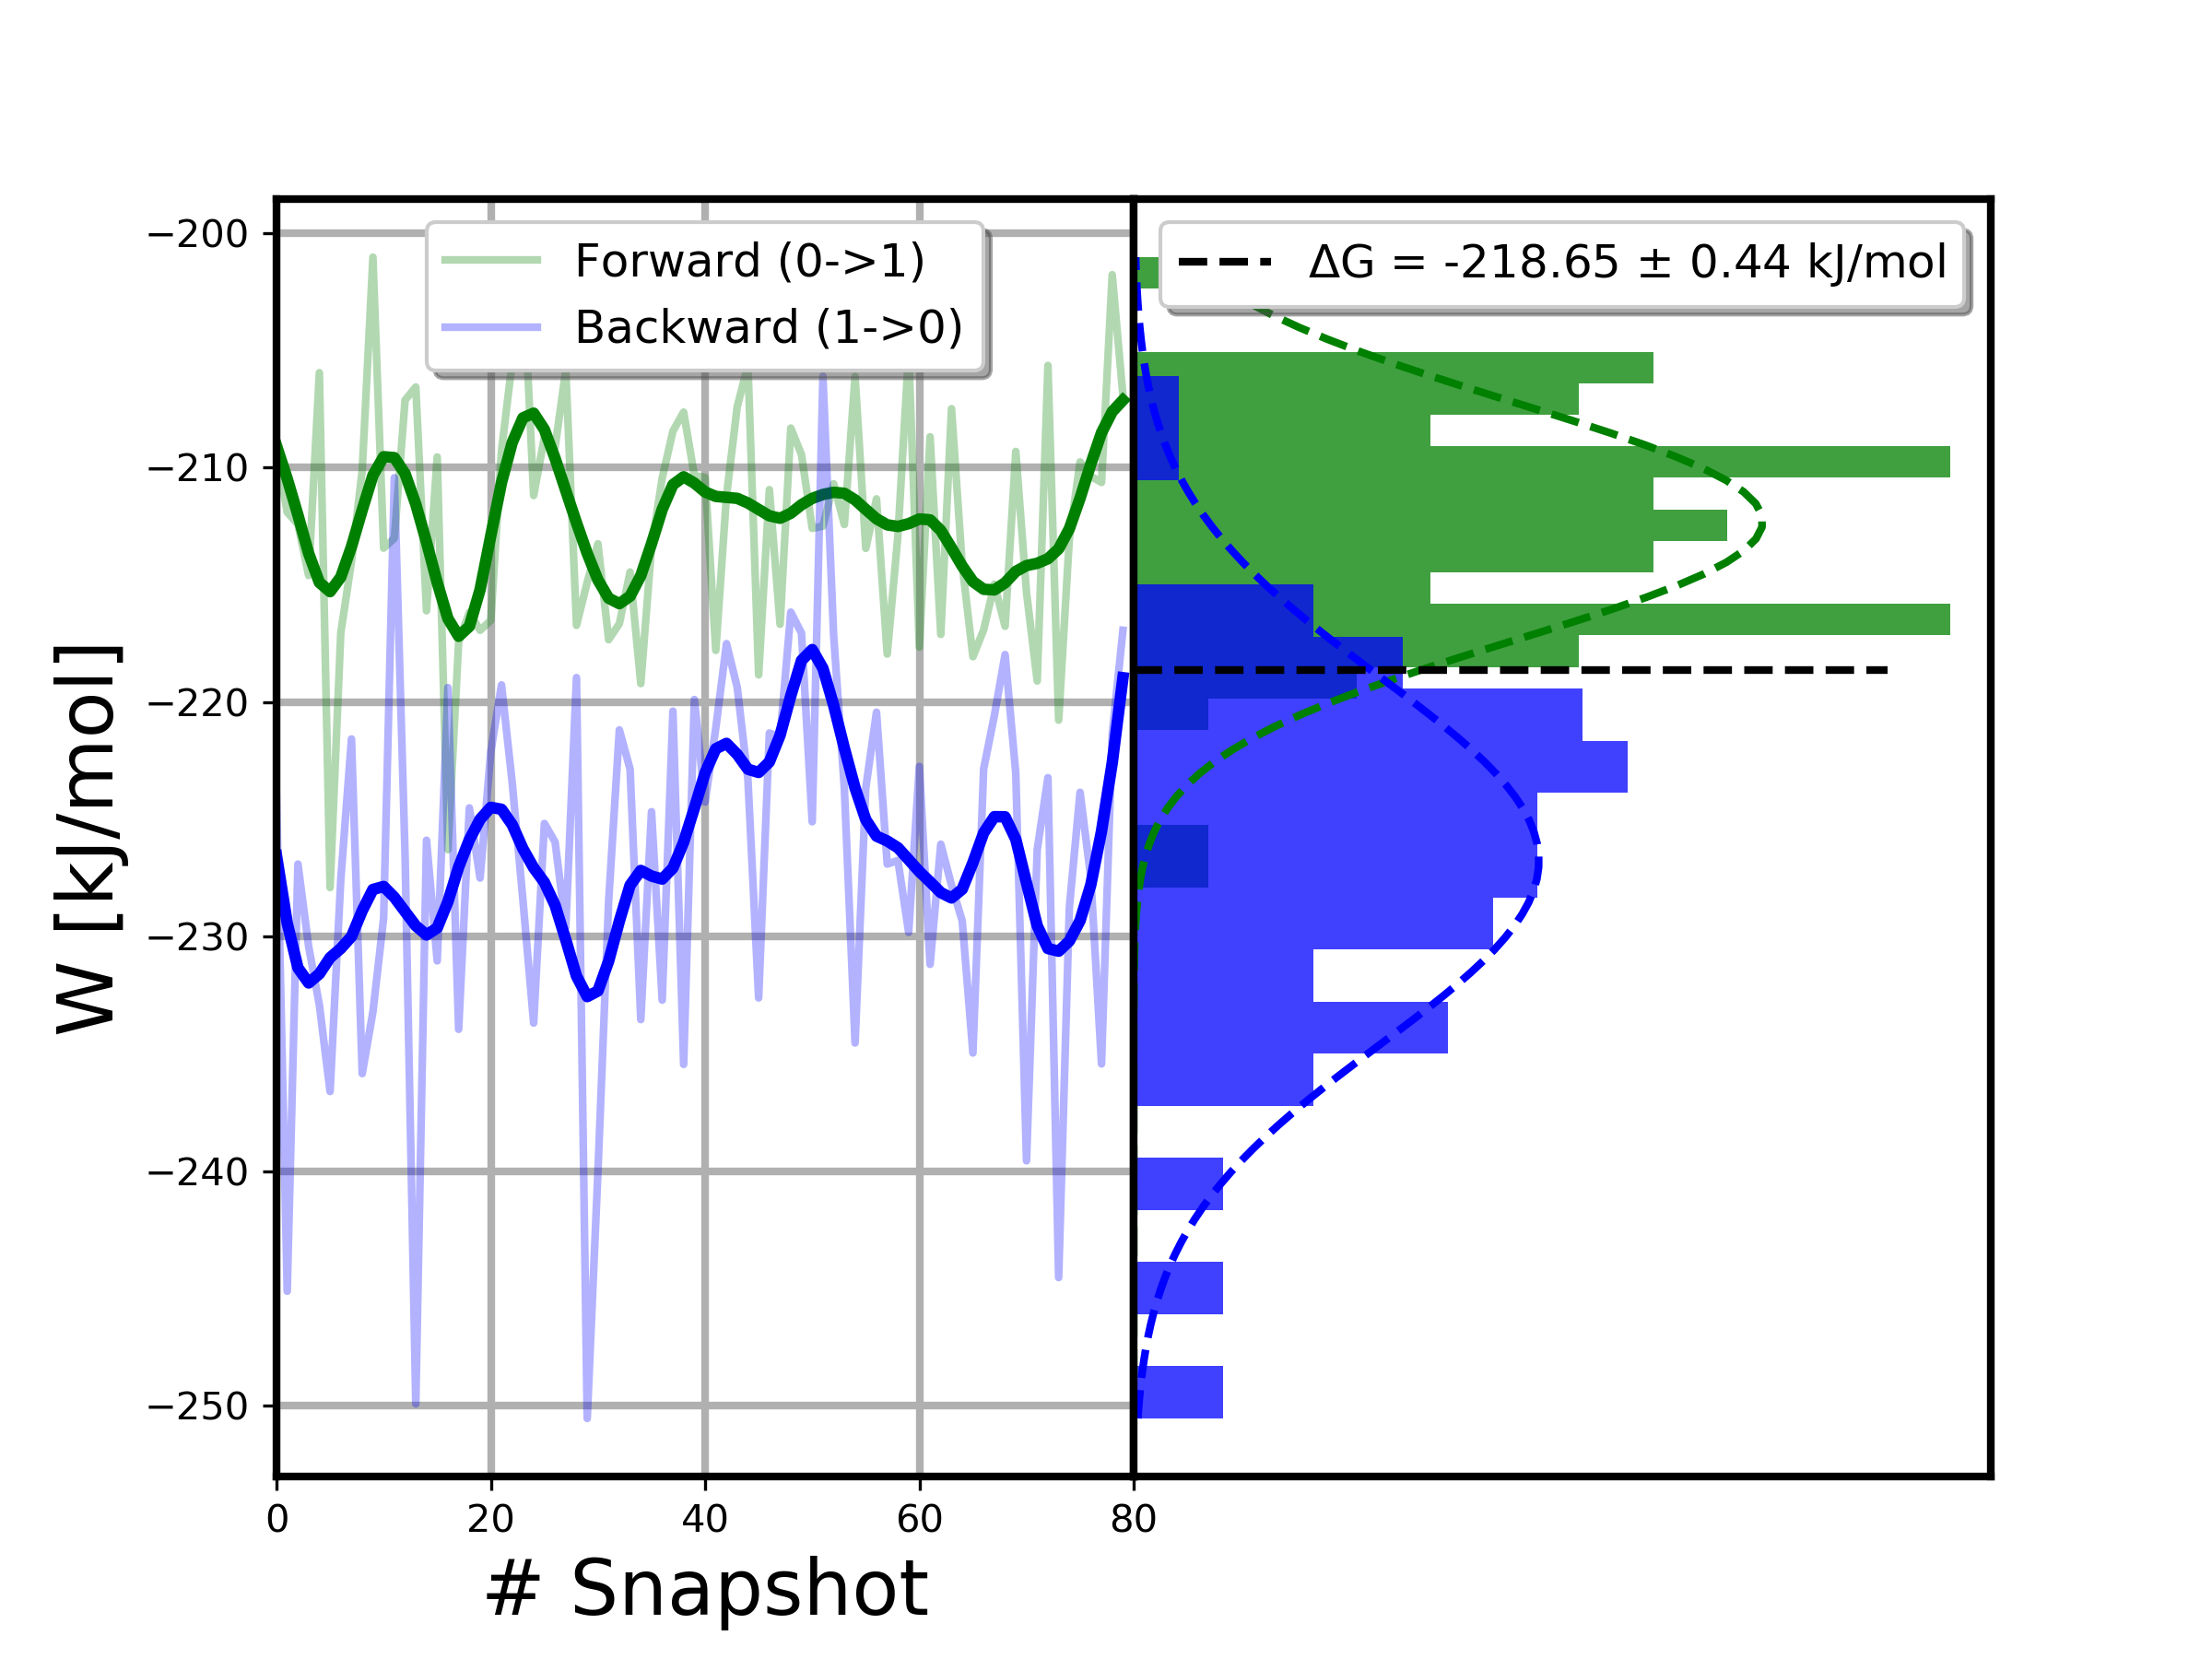 Forward (0->1)
Backward (1->0)
ΔG = -218.65 ± 0.44 kJ/mol
W [kJ/mol]
−200
−210
−220
−230
−240
−250
0 20 40 60 80
# Snapshot